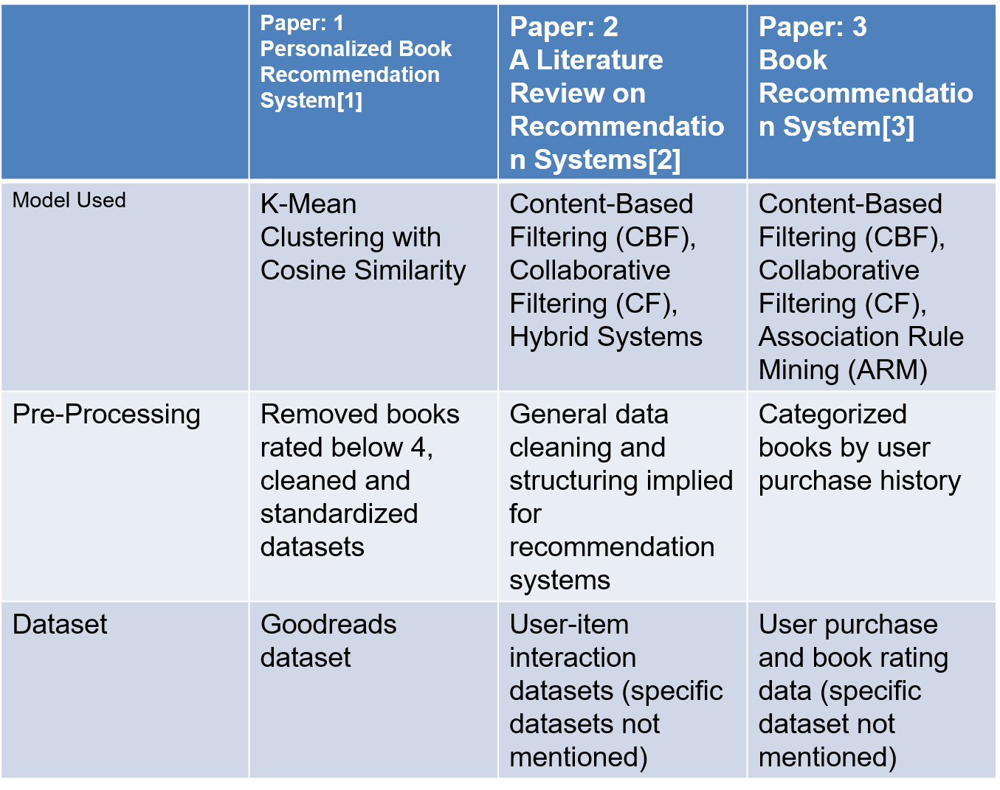 Paper: 1
Personalized Book
Recommendation
System[1]
Paper: 2
A Literature
Review on
Recommendatio
n Systems[2]
Paper: 3
Book
Recommendatio
n System[3]
Model Used
K-Mean
Clustering with
Cosine Similarity
Content-Based
Filtering (CBF),
Collaborative
Filtering (CF),
Hybrid Systems
Content-Based
Filtering (CBF),
Collaborative
Filtering (CF),
Association Rule
Mining (ARM)
Pre-Processing
Removed books
rated below 4,
cleaned and
standardized
datasets
General data
cleaning and
structuring implied
for
recommendation
systems
Categorized
books by user
purchase history
Dataset
Goodreads
dataset
User-item
interaction
datasets (specific
datasets not
mentioned)
User purchase
and book rating
data (specific
dataset not
mentioned)